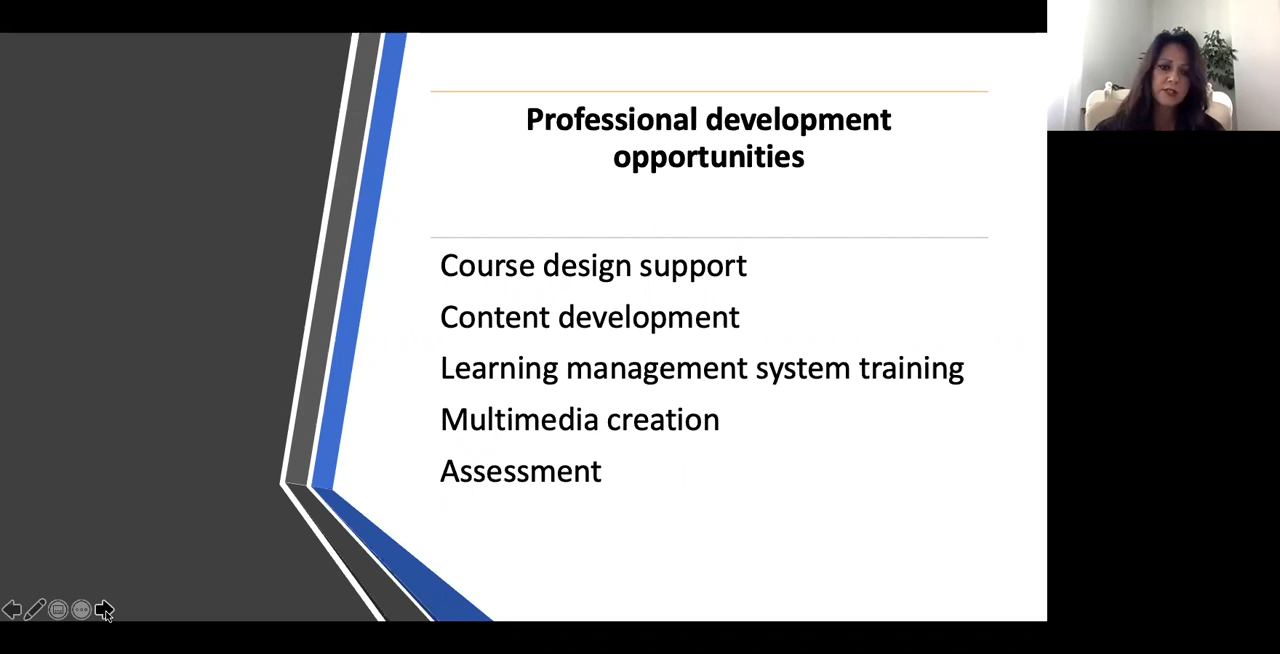 Professional development
opportunities
Course design support
Content development
Learning management system training
Multimedia creation
Assessment